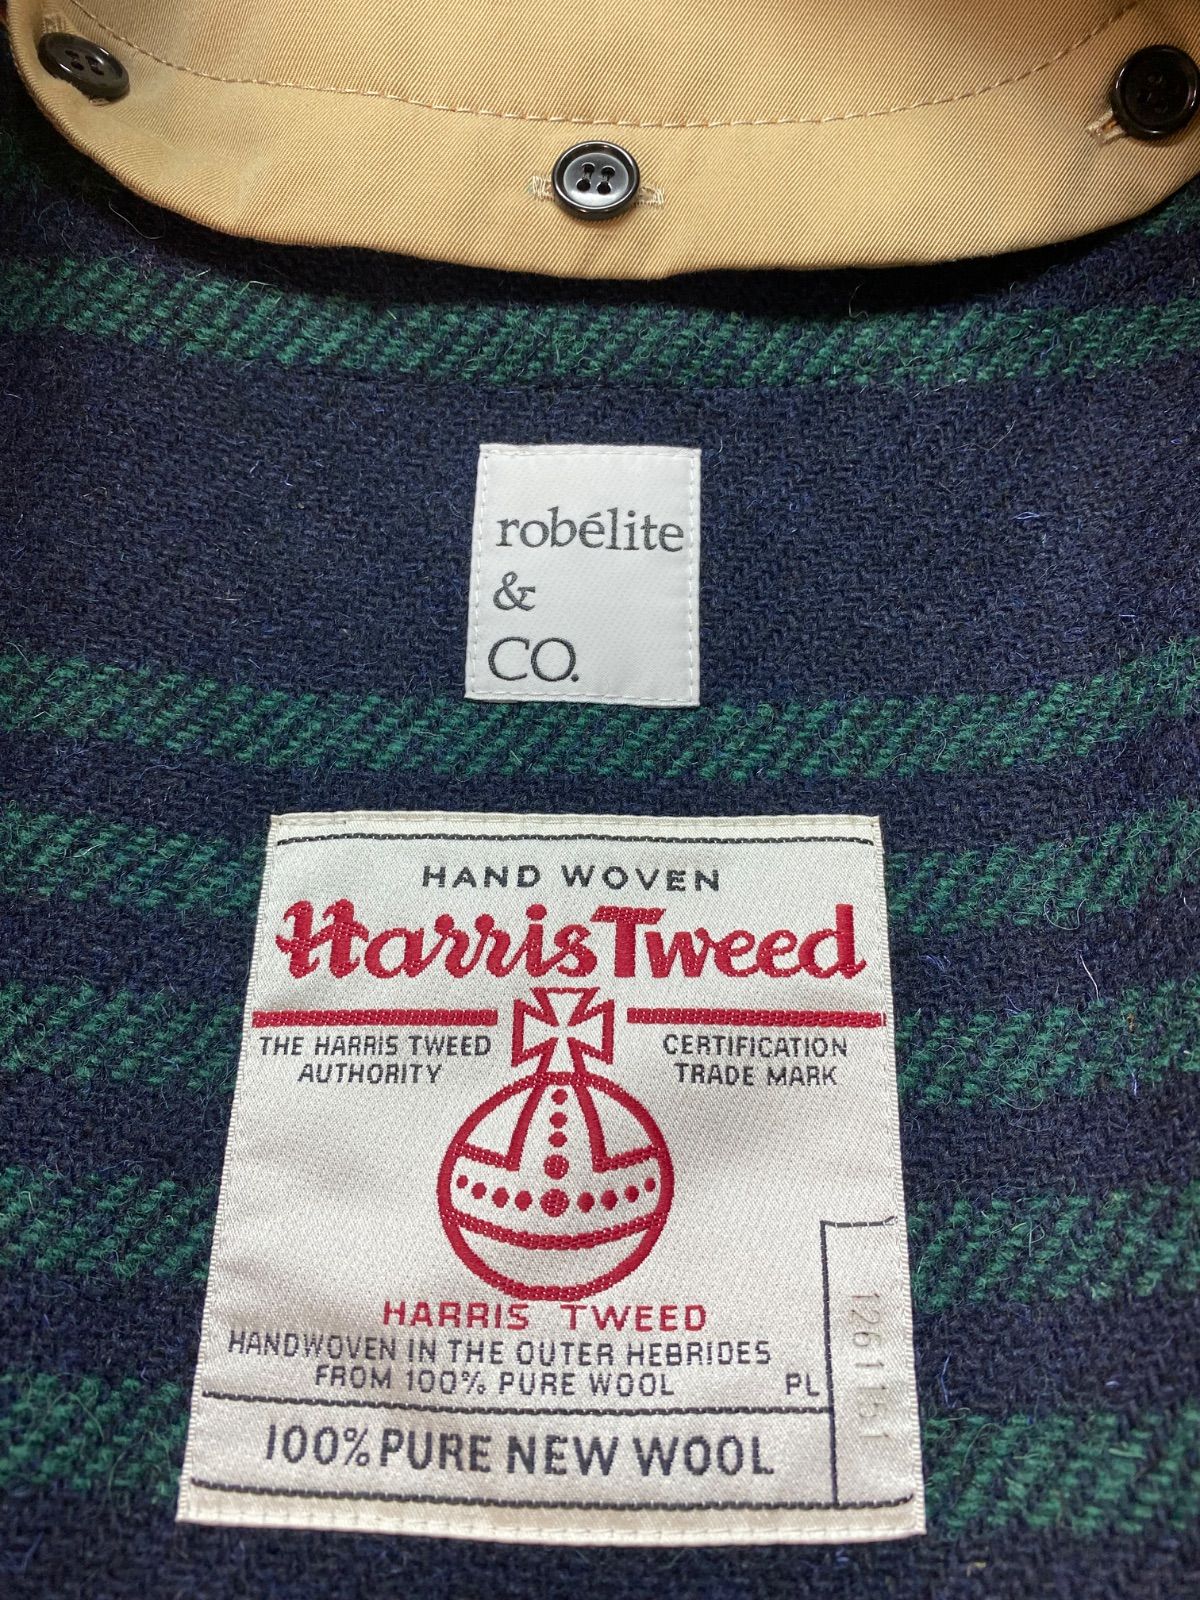 robélite
&
CO.
HAND WOVEN
Harris Tweed
THE HARRIS TWEED
AUTHORITY
CERTIFICATION
TRADE MARK
HARRIS TWEED
HANDWOVEN IN THE OUTER HEBRIDES
FROM 100% PURE WOOL
PL
100% PURE NEW WOOL